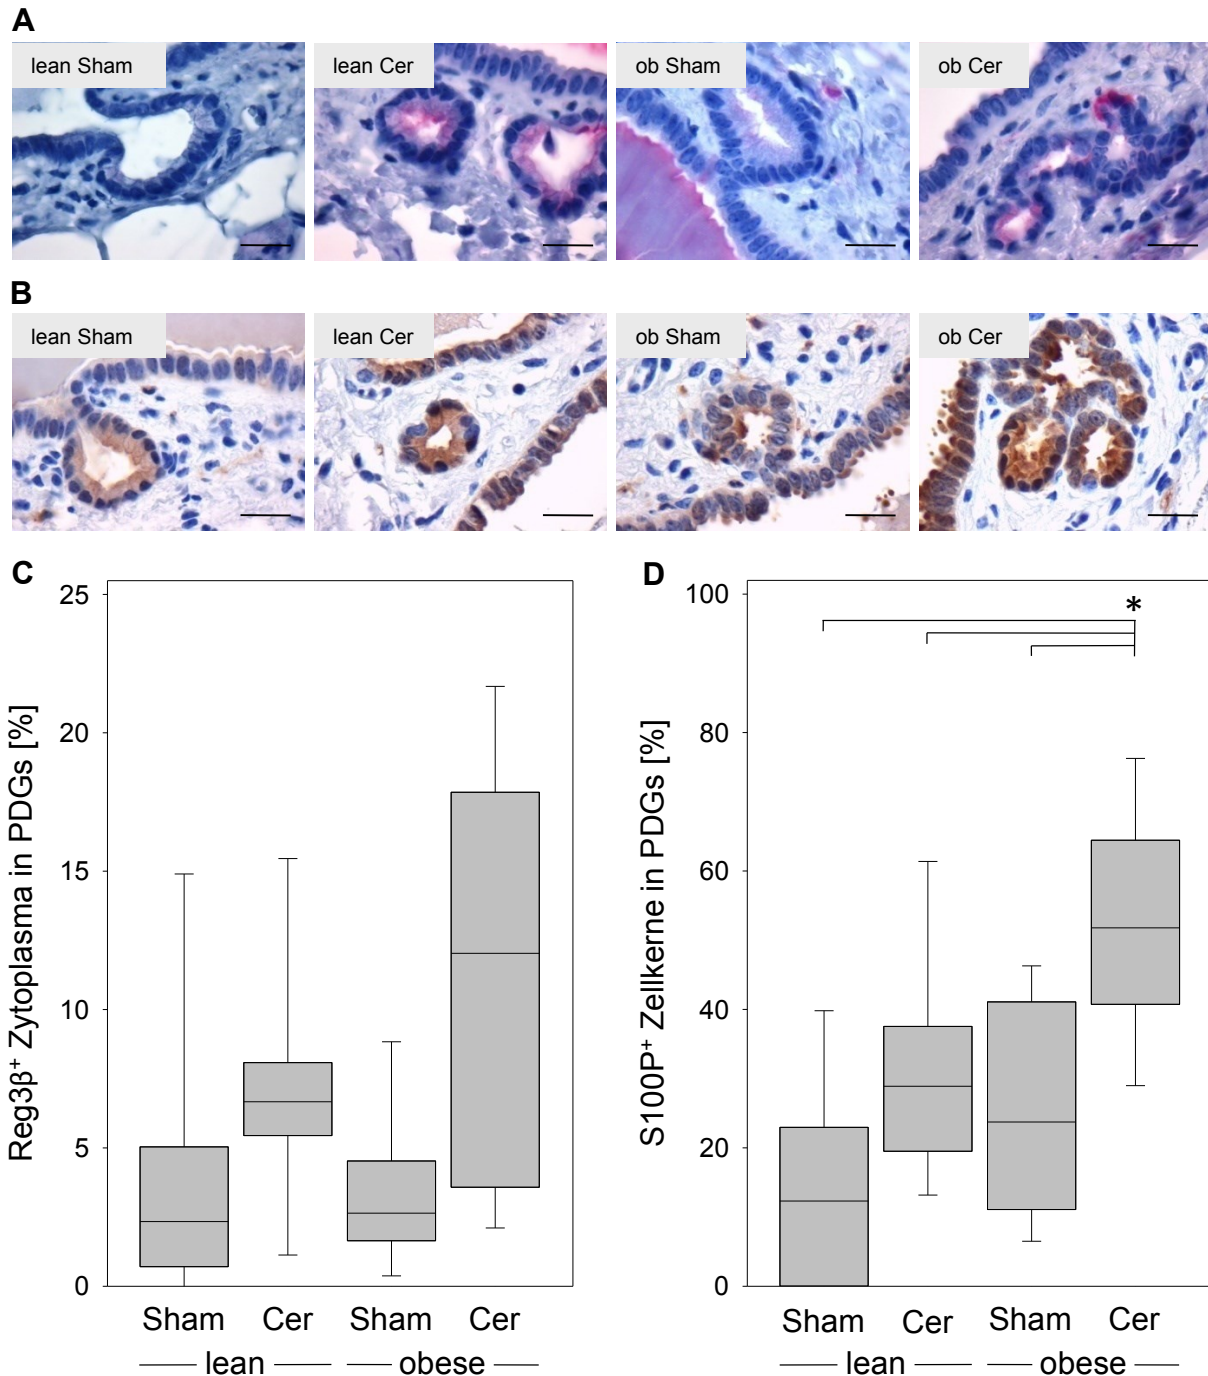 A
lean Sham
lean Cer
ob Sham
ob Cer
B
lean Sham
lean Cer
ob Sham
ob Cer
C
Reg3β⁺ Zytoplasma in PDGs [%]
25
20
15
10
5
0
Sham
Cer
Sham
Cer
lean
obese
D
S100P⁺ Zellkerne in PDGs [%]
100
80
60
40
20
0
*
Sham
Cer
Sham
Cer
lean
obese